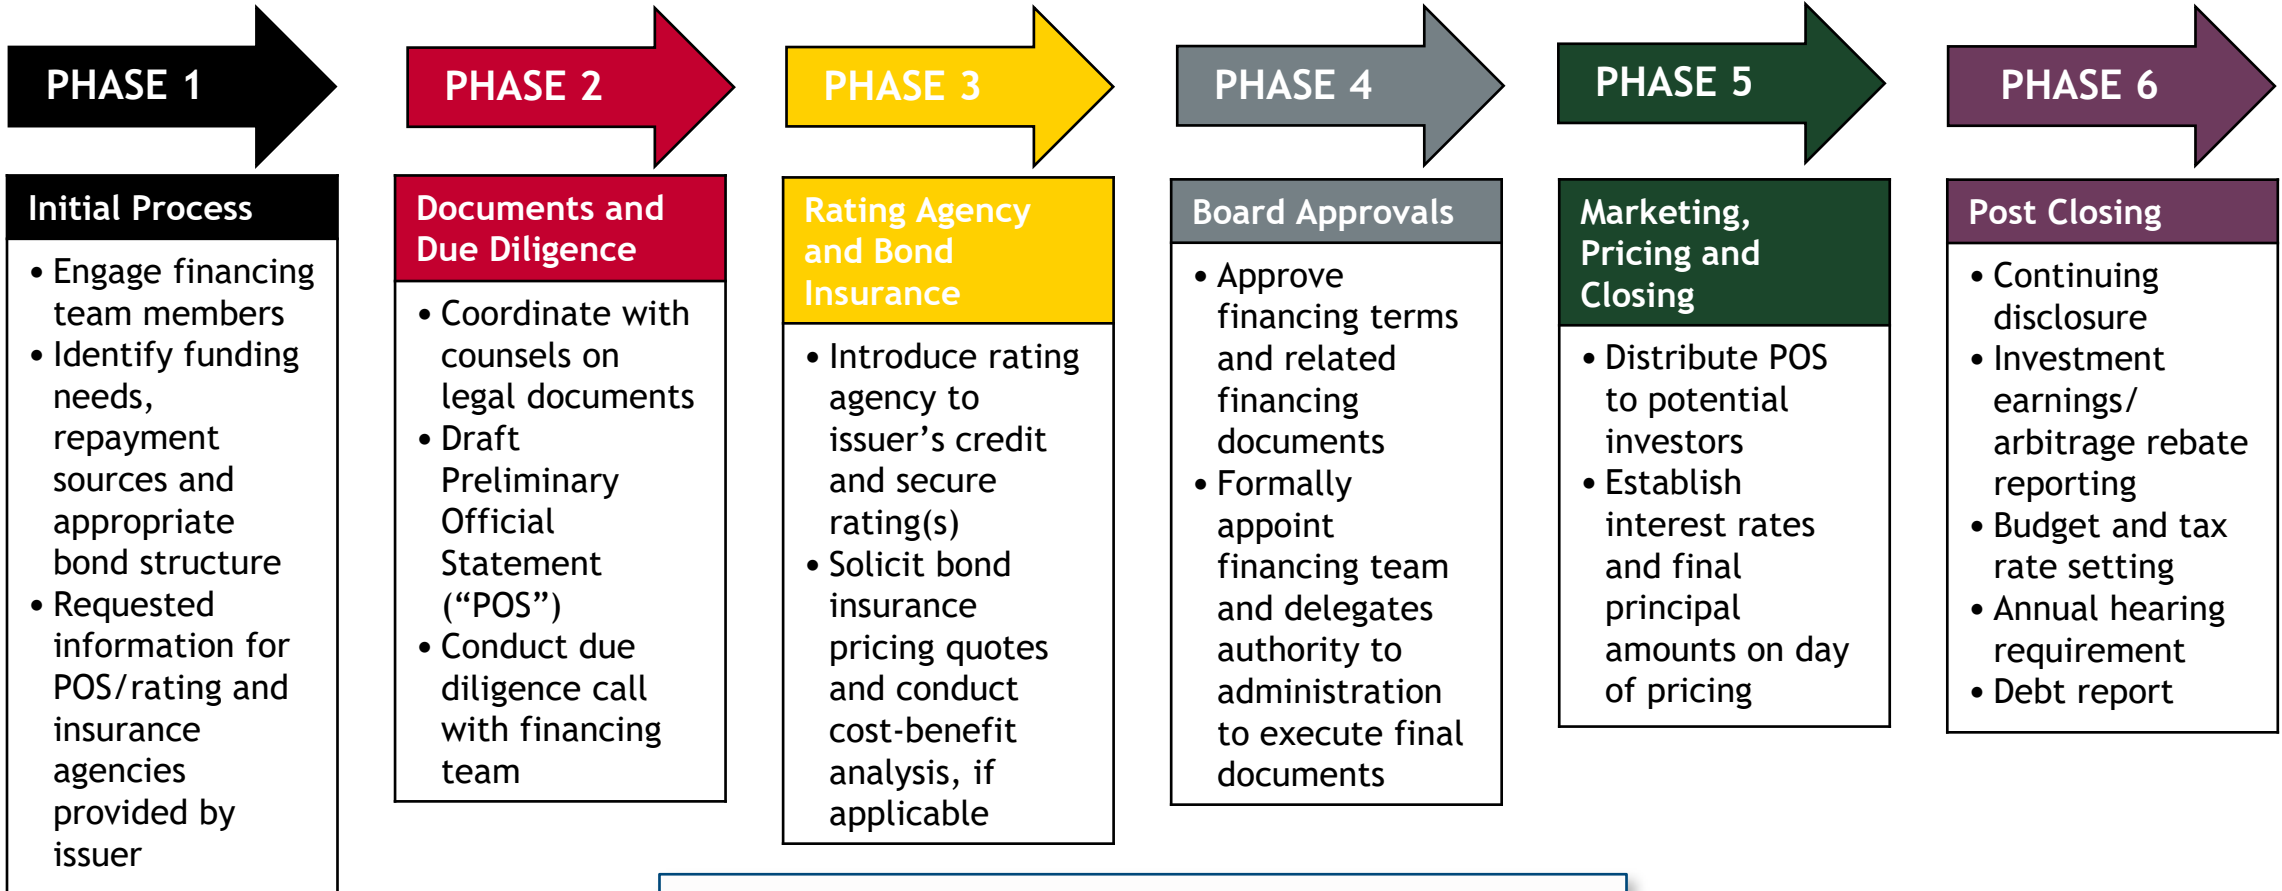 PHASE 1
PHASE 2
PHASE 3
PHASE 4
PHASE 5
PHASE 6
Initial Process
• Engage financing
team members
• Identify funding
needs,
repayment
sources and
appropriate
bond structure
• Requested
information for
POS/rating and
insurance
agencies
provided by
issuer
Documents and
Due Diligence
• Coordinate with
counsels on
legal documents
• Draft
Preliminary
Official
Statement
(“POS”)
• Conduct due
diligence call
with financing
team
Rating Agency
and Bond
Insurance
• Introduce rating
agency to
issuer’s credit
and secure
rating(s)
• Solicit bond
insurance
pricing quotes
and conduct
cost-benefit
analysis, if
applicable
Board Approvals
• Approve
financing terms
and related
financing
documents
• Formally
appoint
financing team
and delegates
authority to
administration
to execute final
documents
Marketing,
Pricing and
Closing
• Distribute POS
to potential
investors
• Establish
interest rates
and final
principal
amounts on day
of pricing
Post Closing
• Continuing
disclosure
• Investment
earnings/
arbitrage rebate
reporting
• Budget and tax
rate setting
• Annual hearing
requirement
• Debt report